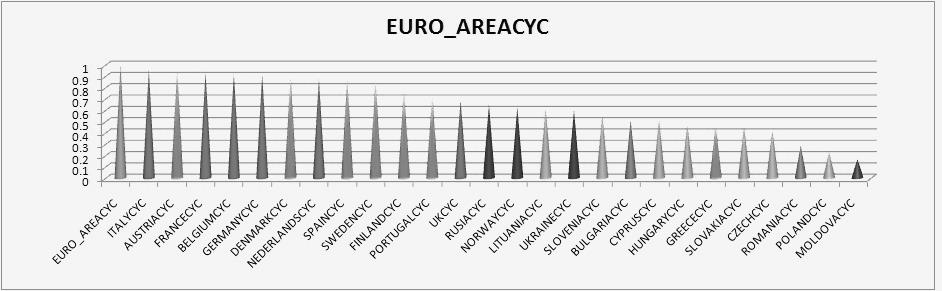 EURO_AREACYC
1
0.9
0.8
0.7
0.6
0.5
0.4
0.3
0.2
0.1
0
EURO_AREACYC
ITALYCYC
AUSTRIACYC
FRANCECYC
BELGIUMCYC
GERMANYCYC
DENMARKCYC
NEDERLANDSCYC
SPAINCYC
SWEDENCYC
FINLANDCYC
PORTUGALCYC
UKCYC
RUSIACYC
NORWAYCYC
LITUANIACYC
UKRAINECYC
SLOVENIACYC
BULGARIACYC
CYPRUSCYC
HUNGARYCYC
GREECECYC
SLOVAKIACYC
CZECHCYC
ROMANIACYC
POLANDCYC
MOLDOVACYC